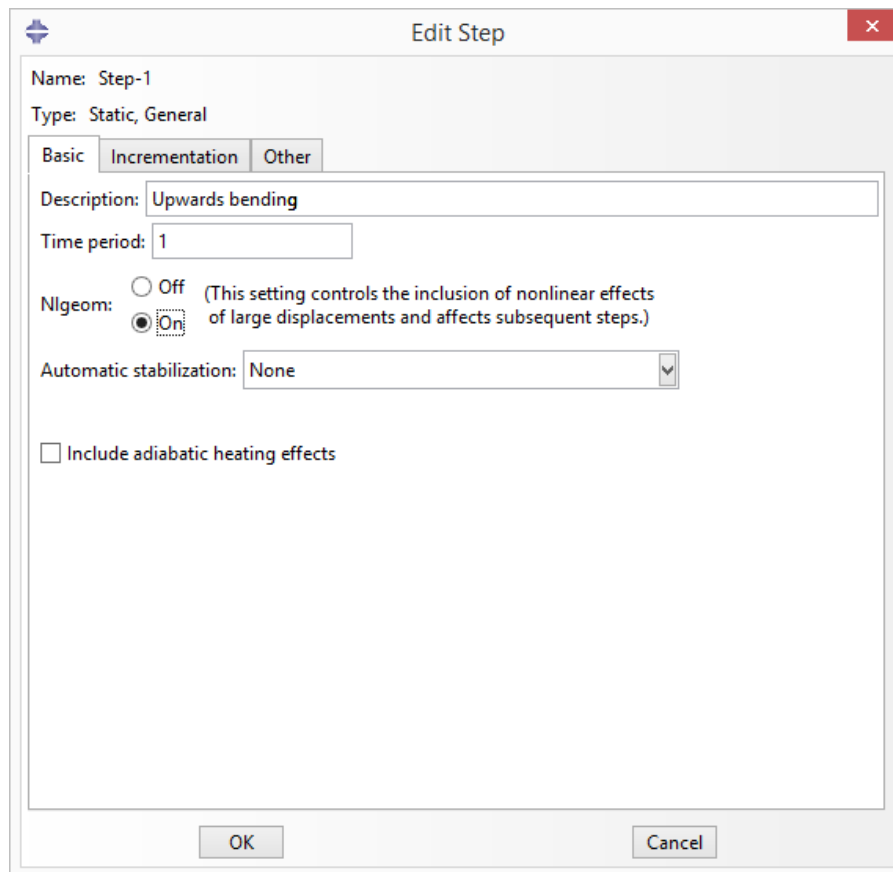 Edit Step
Name: Step-1
Type: Static, General
Basic Incrementation Other
Description: Upwards bending
Time period: 1
Nlgeom:
Off
On
(This setting controls the inclusion of nonlinear effects
of large displacements and affects subsequent steps.)
Automatic stabilization: None
Include adiabatic heating effects
OK Cancel